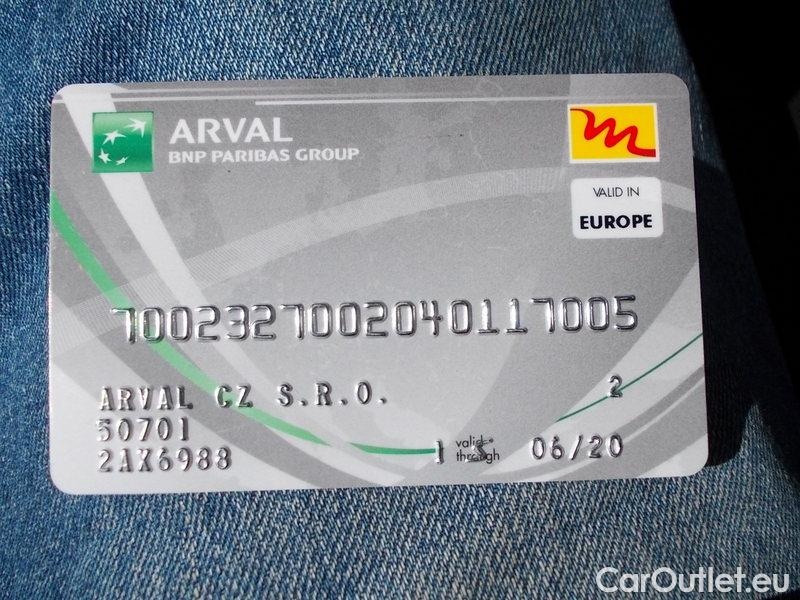 ARVAL
BNP PARIBAS GROUP
VALID IN
EUROPE
7002327002040117005
ARVAL CZ S.R.O. 2
50701
2AX6988 1 valid through 06/20
CarOutlet.eu